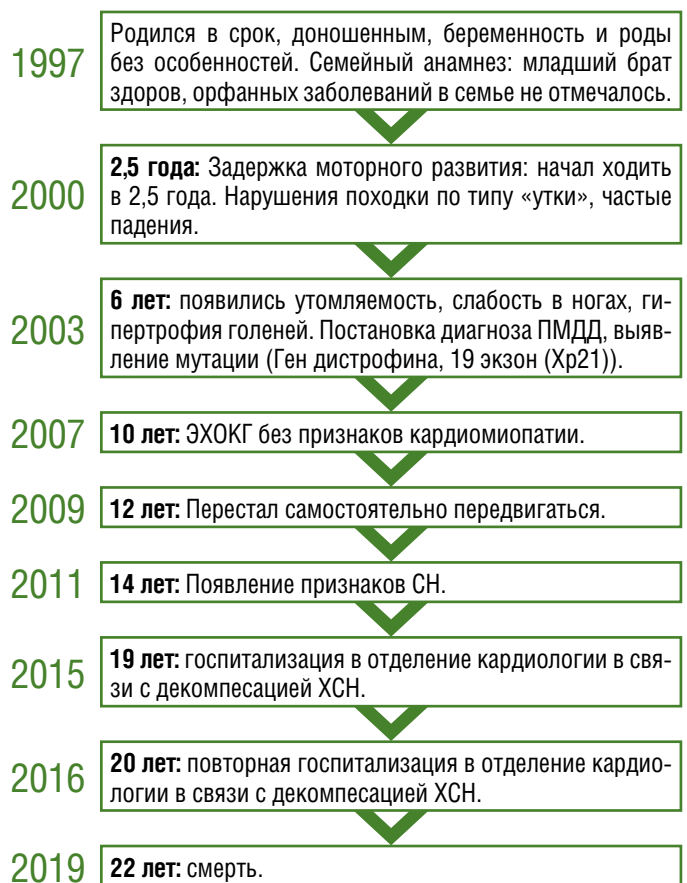 1997
Родился в срок, доношенным, беременность и роды
без особенностей. Семейный анамнез: младший брат
здоров, орфанных заболеваний в семье не отмечалось.
2000
2,5 года: Задержка моторного развития: начал ходить
в 2,5 года. Нарушения походки по типу «утки», частые
падения.
2003
6 лет: появились утомляемость, слабость в ногах, ги-
пертрофия голеней. Постановка диагноза ПМДД, выяв-
ление мутации (Ген дистрофина, 19 экзон (Xp21)).
2007
10 лет: ЭХОКГ без признаков кардиомиопатии.
2009
12 лет: Перестал самостоятельно передвигаться.
2011
14 лет: Появление признаков СН.
2015
19 лет: госпитализация в отделение кардиологии в свя-
зи с декомпесацией ХСН.
2016
20 лет: повторная госпитализация в отделение кардио-
логии в связи с декомпесацией ХСН.
2019
22 лет: смерть.